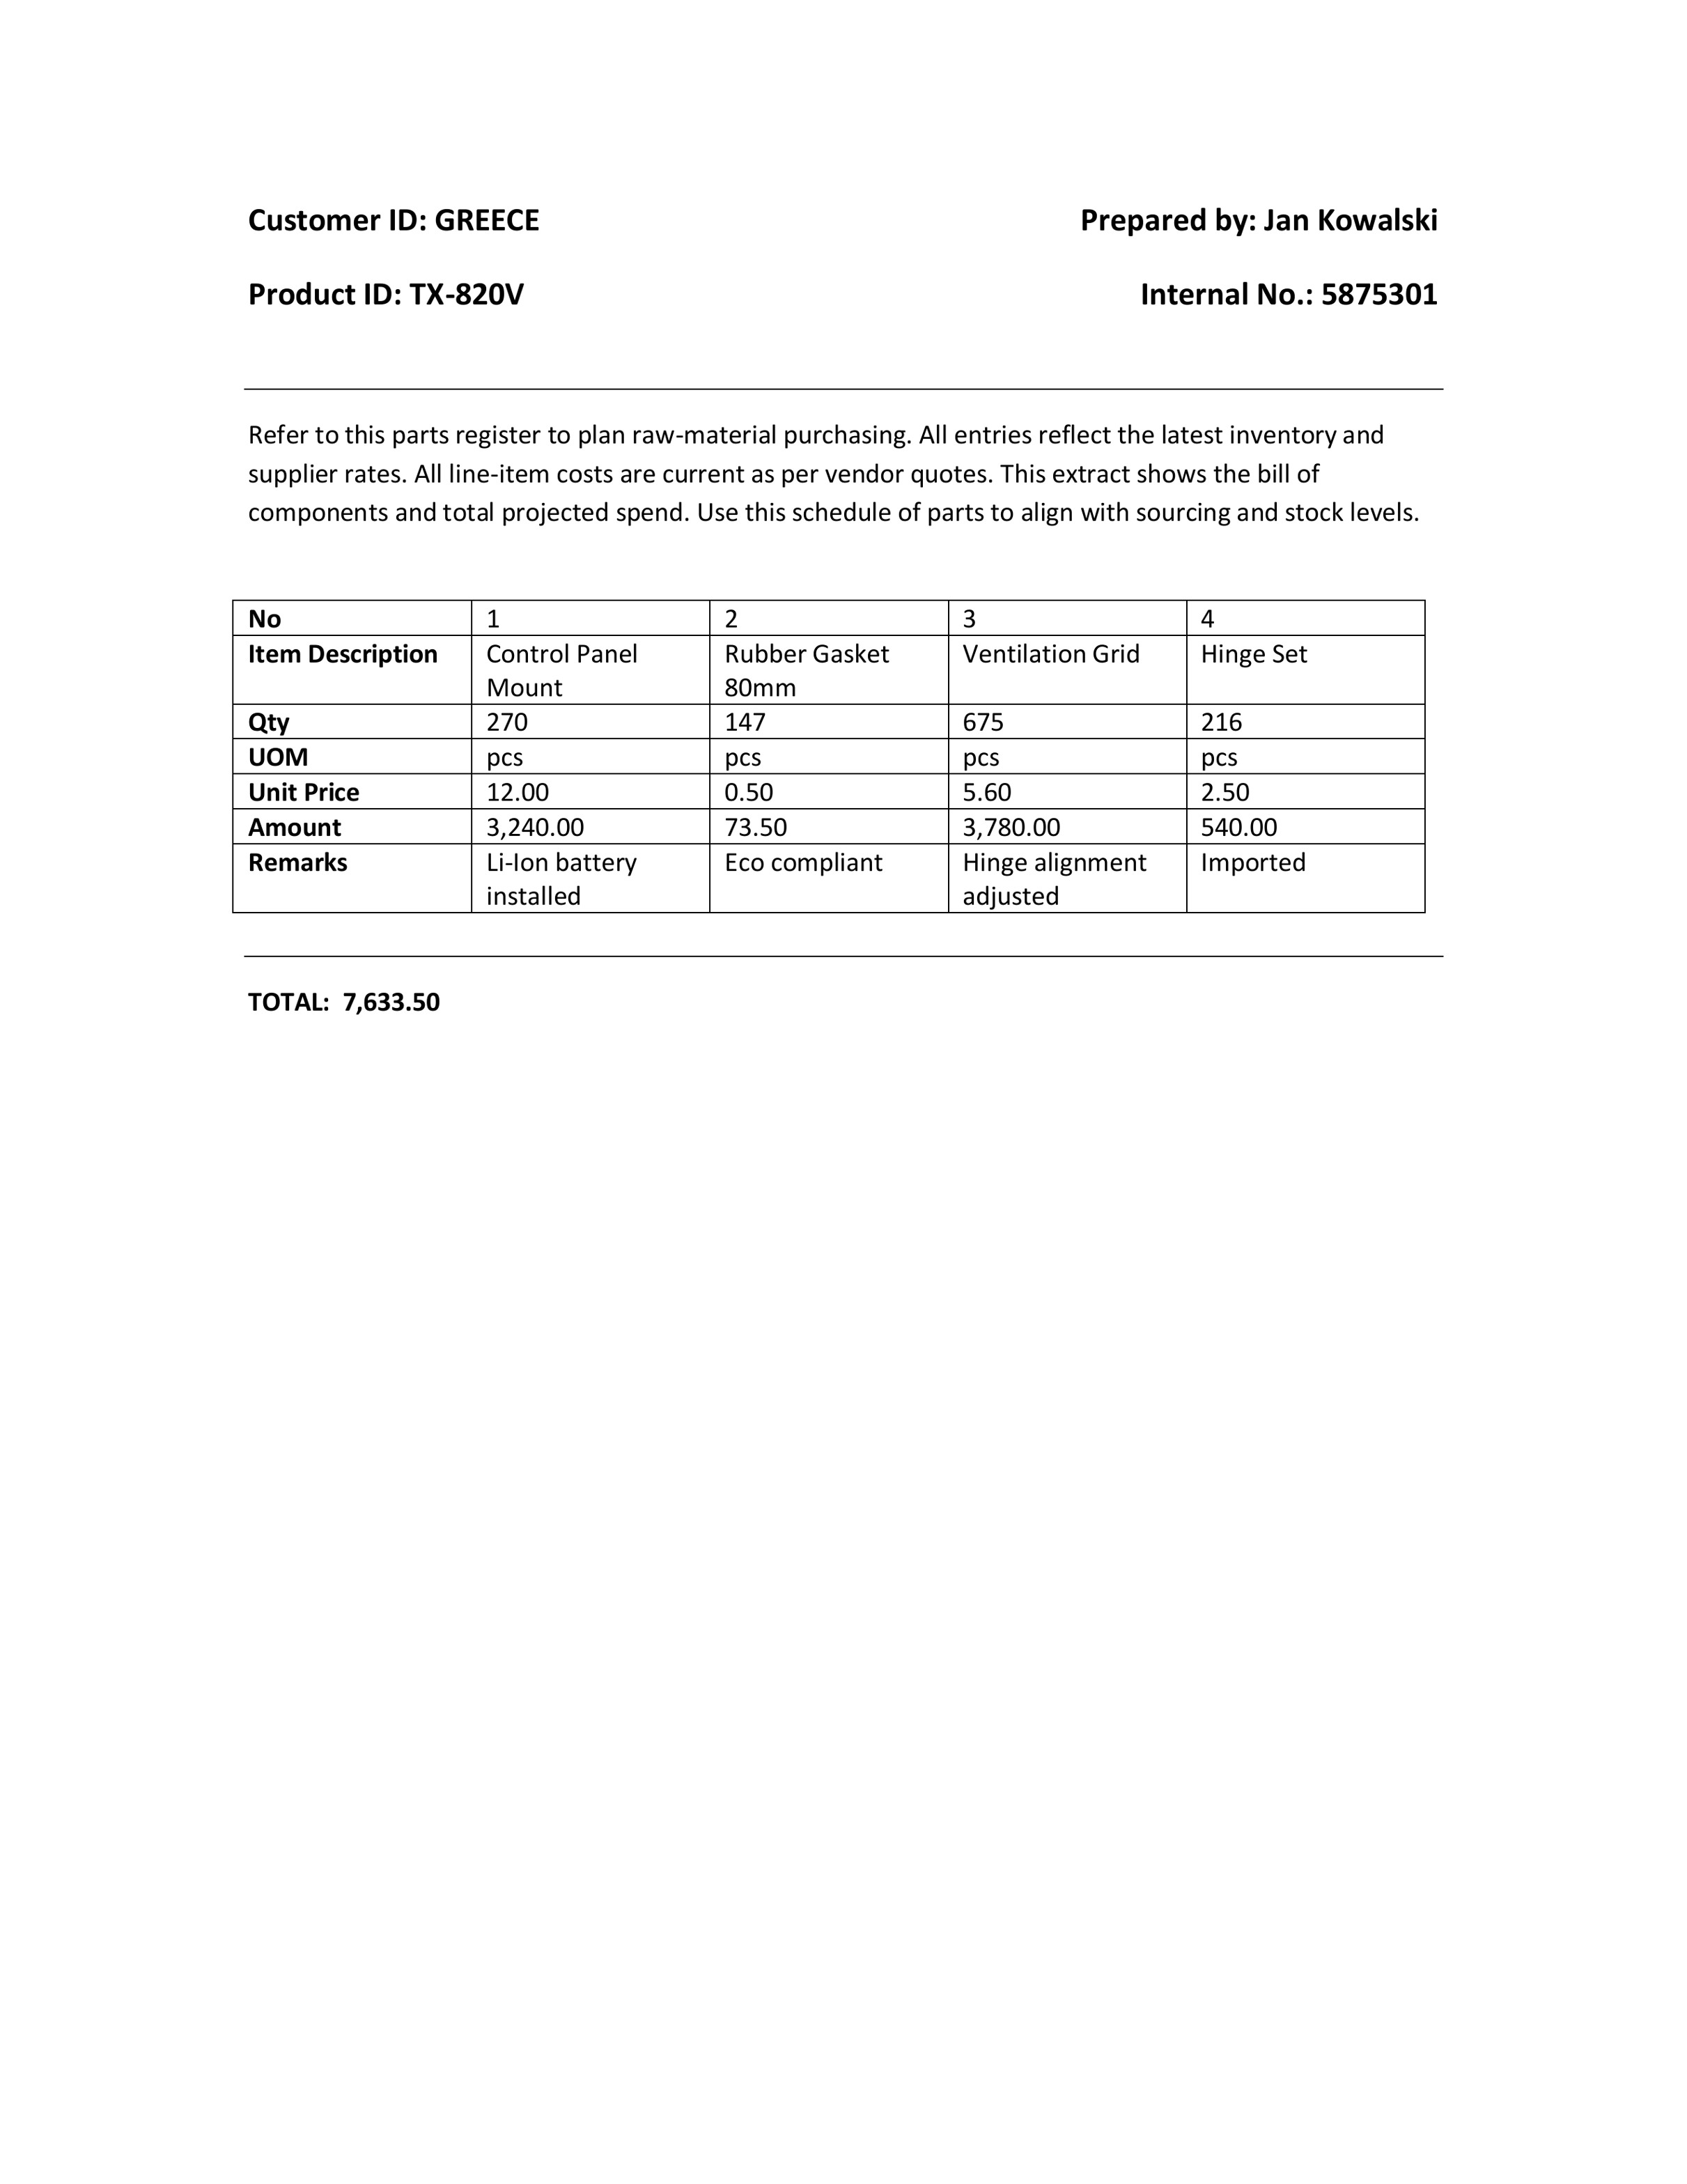 Customer ID: GREECE Prepared by: Jan Kowalski
Product ID: TX-820V Internal No.: 5875301
Refer to this parts register to plan raw-material purchasing. All entries reflect the latest inventory and
supplier rates. All line-item costs are current as per vendor quotes. This extract shows the bill of
components and total projected spend. Use this schedule of parts to align with sourcing and stock levels.
No 1 2 3 4
Item Description Control Panel Rubber Gasket Ventilation Grid Hinge Set
Mount 80mm
Qty 270 147 675 216
UOM pcs pcs pcs pcs
Unit Price 12.00 0.50 5.60 2.50
Amount 3,240.00 73.50 3,780.00 540.00
Remarks Li-Ion battery Eco compliant Hinge alignment Imported
installed adjusted
TOTAL: 7,633.50